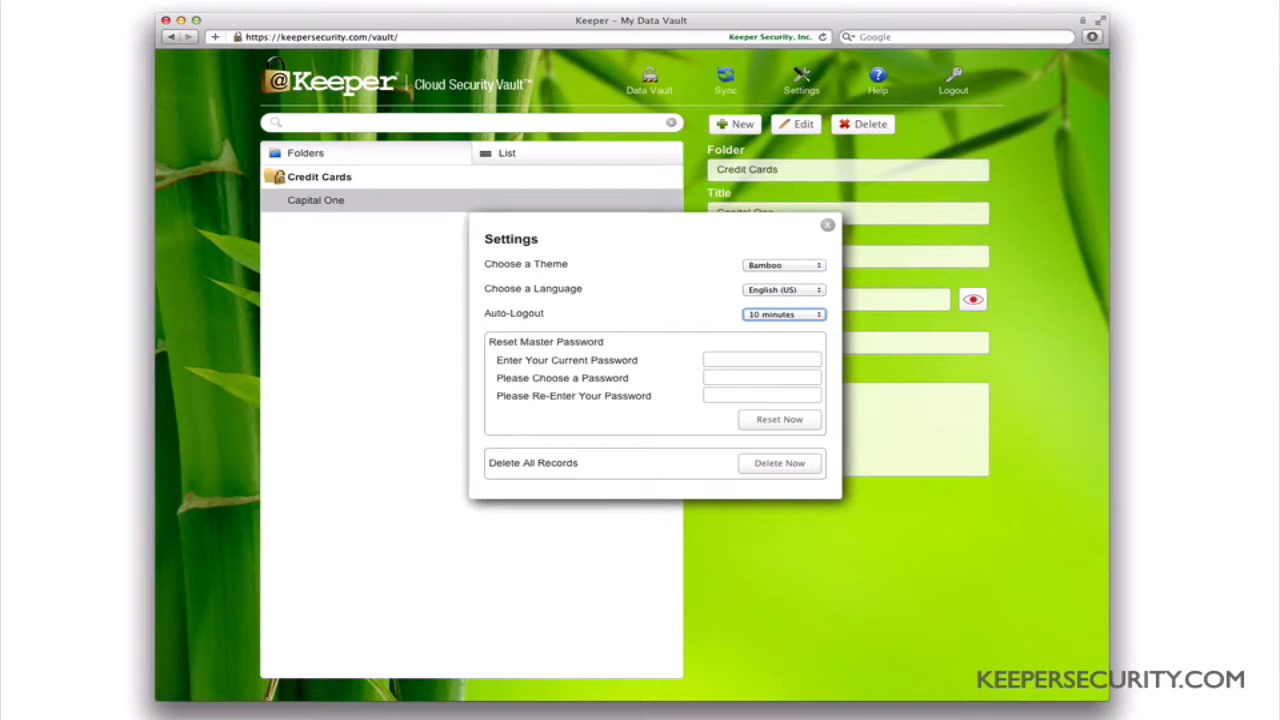 Keeper – My Data Vault
https://keepersecurity.com/vault/
Keeper Security, Inc.
Google
@Keeper® | Cloud Security Vault™
Data Vault
Sync
Settings
Help
Logout
New
Edit
Delete
Folders
List
Folder
Credit Cards
Credit Cards
Title
Capital One
Capital One
Settings
Choose a Theme
Bamboo
Choose a Language
English (US)
Auto-Logout
10 minutes
Reset Master Password
Enter Your Current Password
Please Choose a Password
Please Re-Enter Your Password
Reset Now
Delete All Records
Delete Now
KEEPERSECURITY.COM